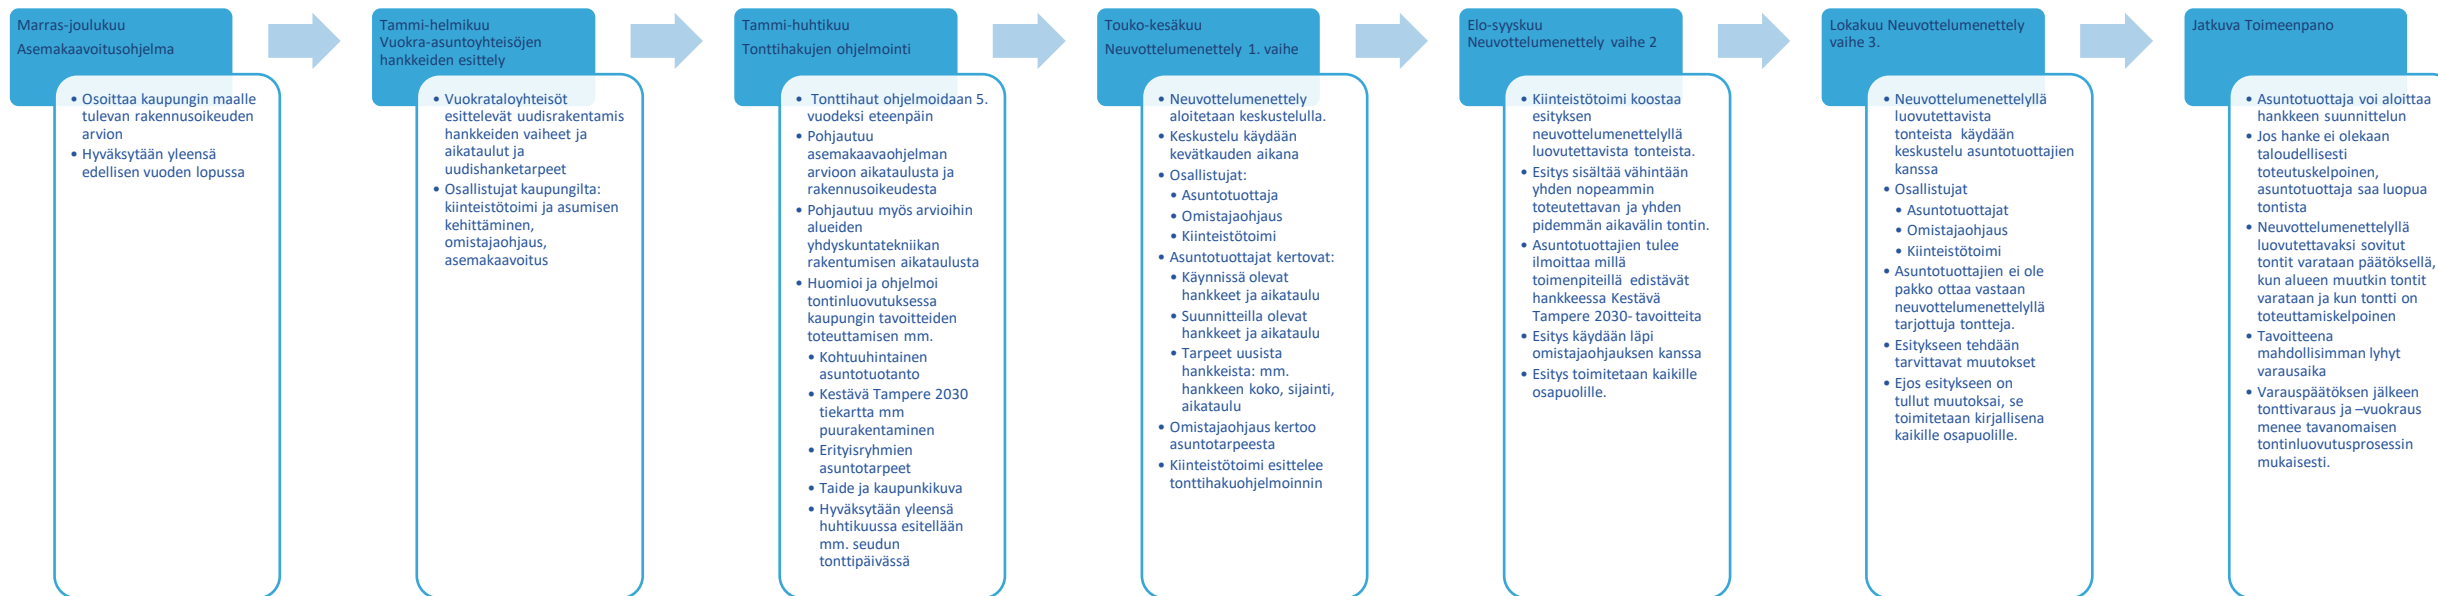 Marras-joulukuu
Asemakaavoitusohjelma
• Osoittaa kaupungin maalle
tulevan rakennusoikeuden
arvion
• Hyväksytään yleensä
edellisen vuoden lopussa
Tammi-helmikuu
Vuokra-asuntoyhteisöjen
hankkeiden esittely
• Vuokrataloyhteisöt
esittelevät uudisrakentamis
hankkeiden vaiheet ja
aikataulut ja
uudishanketarpeet
• Osallistujat kaupungilta:
kiinteistötoimi ja asumisen
kehittäminen,
omistajaohjaus,
asemakaavoitus
Tammi-huhtikuu
Tonttihakujen ohjelmointi
• Tonttihaut ohjelmoidaan 5.
vuodeksi eteenpäin
• Pohjautuu
asemakaavaohjelman
arvioon aikataulusta ja
rakennusoikeudesta
• Pohjautuu myös arvioihin
alueiden
yhdyskuntatekniikan
rakentumisen aikataulusta
• Huomioi ja ohjelmoi
tontinluovutuksessa
kaupungin tavoitteiden
toteuttamisen mm.
• Kohtuuhintainen
asuntotuotanto
• Kestävä Tampere 2030
tiekartta mm
puurakentaminen
• Erityisryhmien
asuntotarpeet
• Taide ja kaupunkikuva
• Hyväksytään yleensä
huhtikuussa esitellään
mm. seudun
tonttipäivässä
Touko-kesäkuu
Neuvottelumenettely 1. vaihe
• Neuvottelumenettely
aloitetaan keskustelulla.
• Keskustelu käydään
kevätkauden aikana
• Osallistujat:
• Asuntotuottaja
• Omistajaohjaus
• Kiinteistötoimi
• Asuntotuottajat kertovat:
• Käynnissä olevat
hankkeet ja aikataulu
• Suunnitteilla olevat
hankkeet ja aikataulu
• Tarpeet uusista
hankkeista: mm.
hankkeen koko, sijainti,
aikataulu
• Omistajaohjaus kertoo
asuntotarpeesta
• Kiinteistötoimi esittelee
tonttihakuohjelmoinnin
Elo-syyskuu
Neuvottelumenettely vaihe 2
• Kiinteistötoimi koostaa
esityksen
neuvottelumenettelyllä
luovutettavista tonteista.
• Esitys sisältää vähintään
yhden nopeammin
toteutettavan ja yhden
pidemmän aikavälin tontin.
• Asuntotuottajien tulee
ilmoittaa millä
toimenpiteillä edistävät
hankkeessa Kestävä
Tampere 2030- tavoitteita
• Esitys käydään läpi
omistajaohjauksen kanssa
• Esitys toimitetaan kaikille
osapuolille.
Lokakuu Neuvottelumenettely
vaihe 3.
• Neuvottelumenettelyllä
luovutettavista
tonteista käydään
keskustelu asuntotuottajien
kanssa
• Osallistujat
• Asuntotuottajat
• Omistajaohjaus
• Kiinteistötoimi
• Asuntotuottajien ei ole
pakko ottaa vastaan
neuvottelumenettelyllä
tarjottuja tontteja.
• Esitykseen tehdään
tarvittavat muutokset
• Ejos esitykseen on
tullut muutoksai, se
toimitetaan kirjallisena
kaikille osapuolille.
Jatkuva Toimeenpano
• Asuntotuottaja voi aloittaa
hankkeen suunnittelun
• Jos hanke ei olekaan
taloudellisesti
toteutuskelpoinen,
asuntotuottaja saa luopua
tontista
• Neuvottelumenettelyllä
luovutettavaksi sovitut
tontit varataan päätöksellä,
kun alueen muutkin tontit
varataan ja kun tontti on
toteuttamiskelpoinen
• Tavoitteena
mahdollisimman lyhyt
varausaika
• Varauspäätöksen jälkeen
tonttivaraus ja –vuokraus
menee tavanomaisen
tontinluovutusprosessin
mukaisesti.